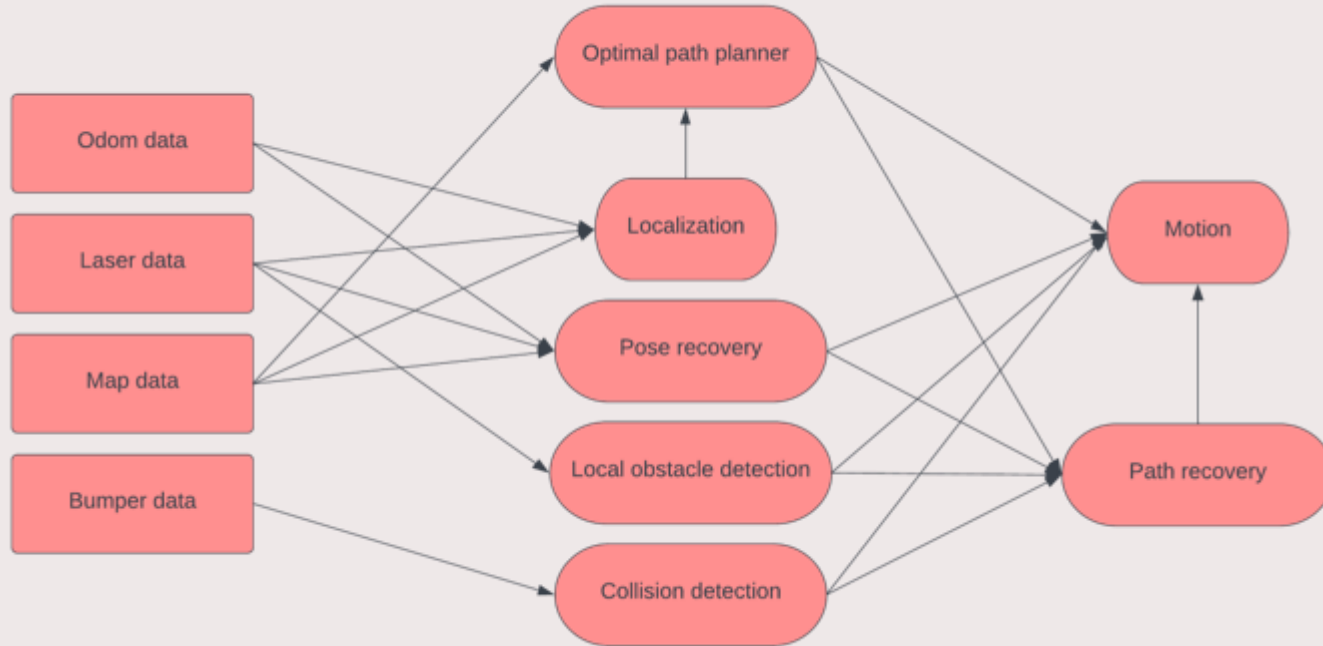 Optimal path planner
Odom data
Localization
Laser data
Motion
Pose recovery
Map data
Local obstacle detection
Path recovery
Bumper data
Collision detection